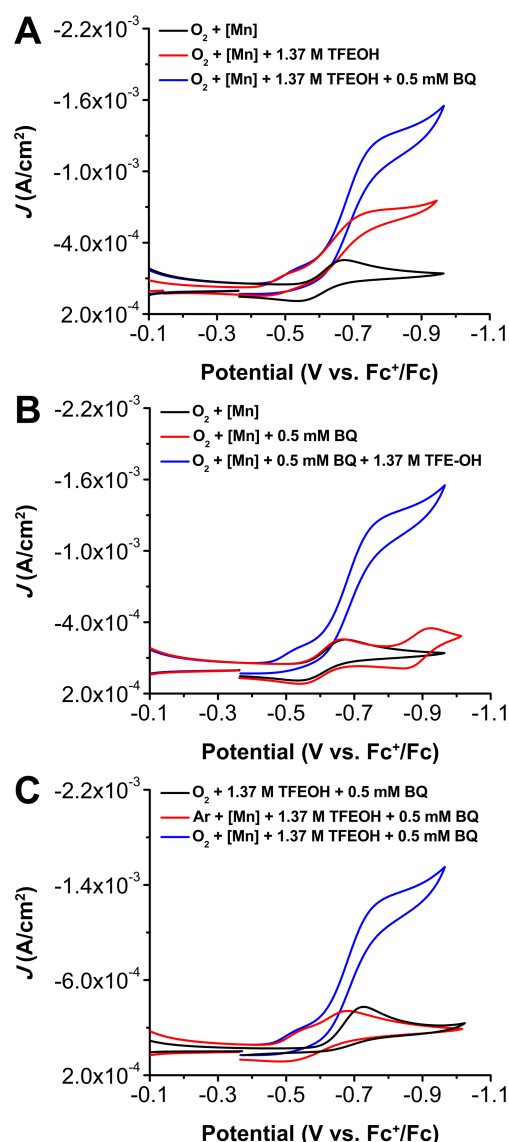 A
O2 + [Mn]
O2 + [Mn] + 1.37 M TFEOH
O2 + [Mn] + 1.37 M TFEOH + 0.5 mM BQ
-2.2x10-3
-1.6x10-3
-1.0x10-3
-4.0x10-4
2.0x10-4
J (A/cm2)
-0.1 -0.3 -0.5 -0.7 -0.9 -1.1
Potential (V vs. Fc+/Fc)
B
O2 + [Mn]
O2 + [Mn] + 0.5 mM BQ
O2 + [Mn] + 0.5 mM BQ + 1.37 M TFE-OH
-2.2x10-3
-1.6x10-3
-1.0x10-3
-4.0x10-4
2.0x10-4
J (A/cm2)
-0.1 -0.3 -0.5 -0.7 -0.9 -1.1
Potential (V vs. Fc+/Fc)
C
O2 + 1.37 M TFEOH + 0.5 mM BQ
Ar + [Mn] + 1.37 M TFEOH + 0.5 mM BQ
O2 + [Mn] + 1.37 M TFEOH + 0.5 mM BQ
-2.2x10-3
-1.4x10-3
-6.0x10-4
2.0x10-4
J (A/cm2)
-0.1 -0.3 -0.5 -0.7 -0.9 -1.1
Potential (V vs. Fc+/Fc)